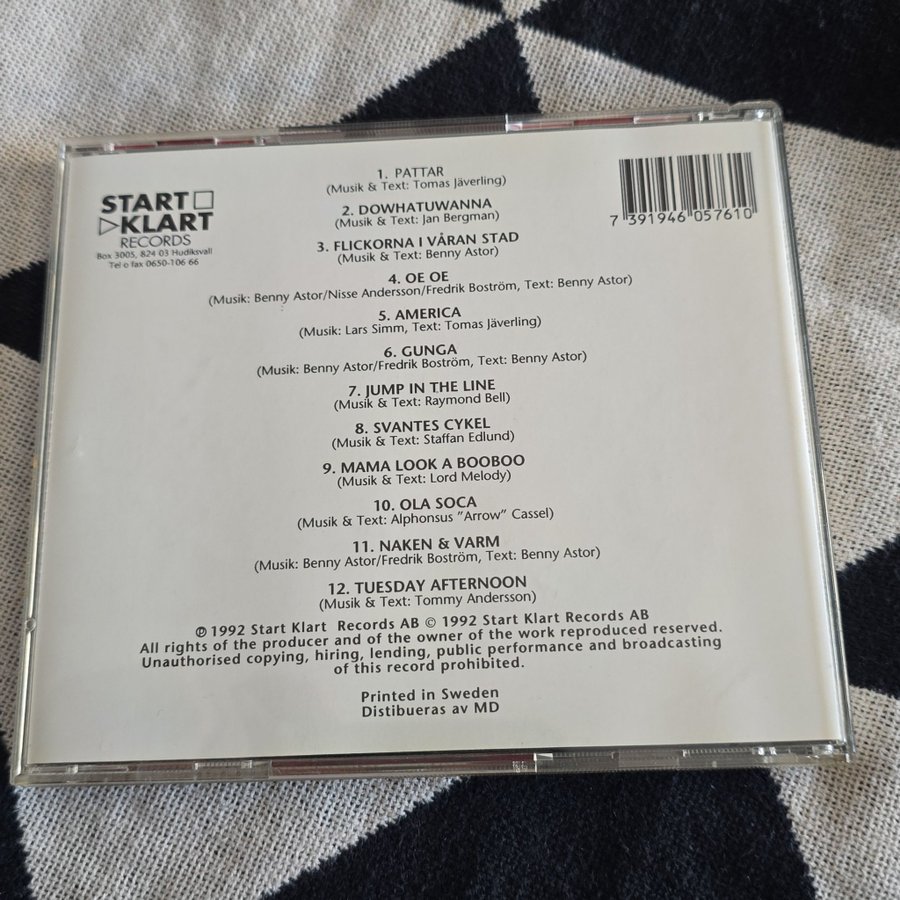 START
KLART
RECORDS
Box 3005, 824 03 Hudiksvall
Tel o fax 0650-106 66
7 391946 057610
1. PATTAR
(Musik & Text: Tomas Jäverling)
2. DOWHATUWANNA
(Musik & Text: Jan Bergman)
3. FLICKORNA I VÅRAN STAD
(Musik & Text: Benny Astor)
4. OE OE
(Musik: Benny Astor/Nisse Andersson/Fredrik Boström, Text: Benny Astor)
5. AMERICA
(Musik: Lars Simm, Text: Tomas Jäverling)
6. GUNGA
(Musik: Benny Astor/Fredrik Boström, Text: Benny Astor)
7. JUMP IN THE LINE
(Musik & Text: Raymond Bell)
8. SVANTES CYKEL
(Musik & Text: Staffan Edlund)
9. MAMA LOOK A BOOBOO
(Musik & Text: Lord Melody)
10. OLA SOCA
(Musik & Text: Alphonsus "Arrow" Cassel)
11. NAKEN & VARM
(Musik: Benny Astor/Fredrik Boström, Text: Benny Astor)
12. TUESDAY AFTERNOON
(Musik & Text: Tommy Andersson)
℗ 1992 Start Klart Records AB © 1992 Start Klart Records AB
All rights of the producer and of the owner of the work reproduced reserved.
Unauthorised copying, hiring, lending, public performance and broadcasting
of this record prohibited.
Printed in Sweden
Distibueras av MD